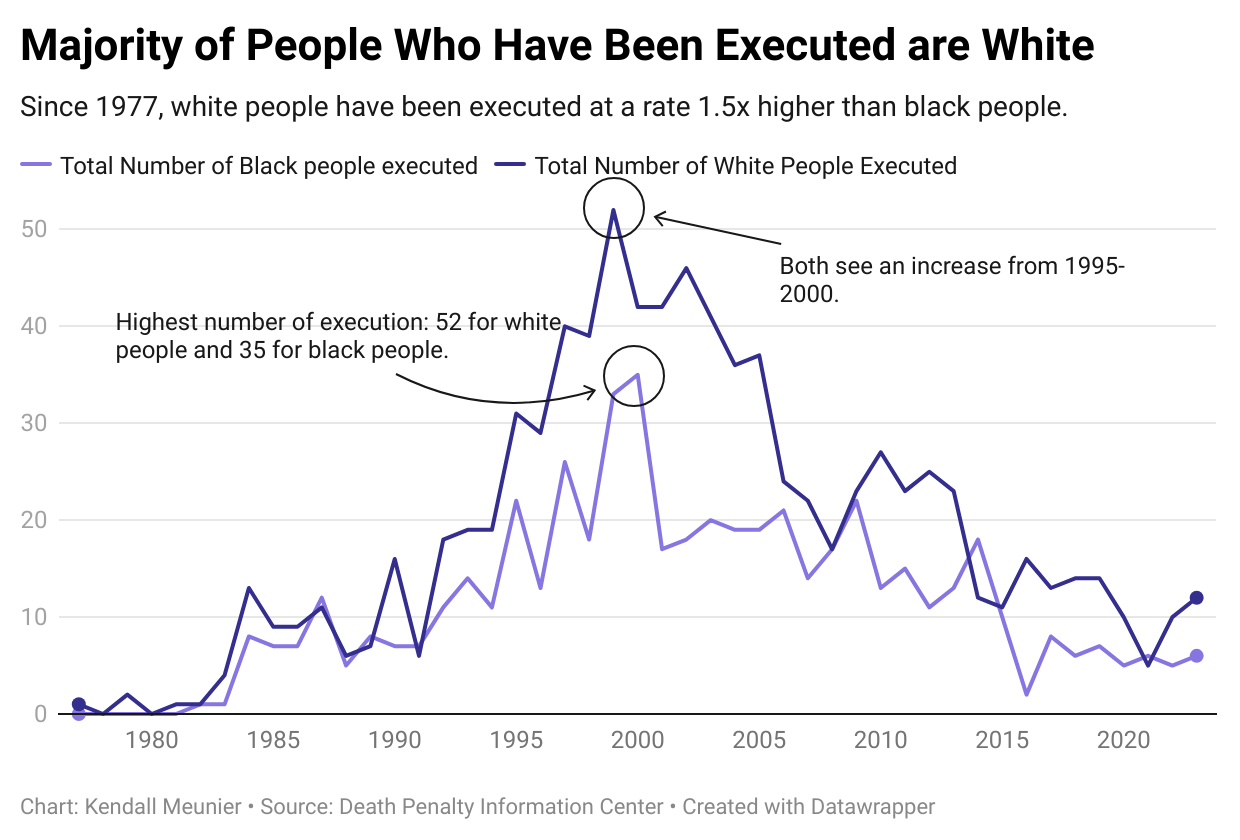 Majority of People Who Have Been Executed are White
Since 1977, white people have been executed at a rate 1.5x higher than black people.
Total Number of Black people executed Total Number of White People Executed
50
Both see an increase from 1995-
2000.
40
Highest number of execution: 52 for white
people and 35 for black people.
30
20
10
0
1980 1985 1990 1995 2000 2005 2010 2015 2020
Chart: Kendall Meunier • Source: Death Penalty Information Center • Created with Datawrapper